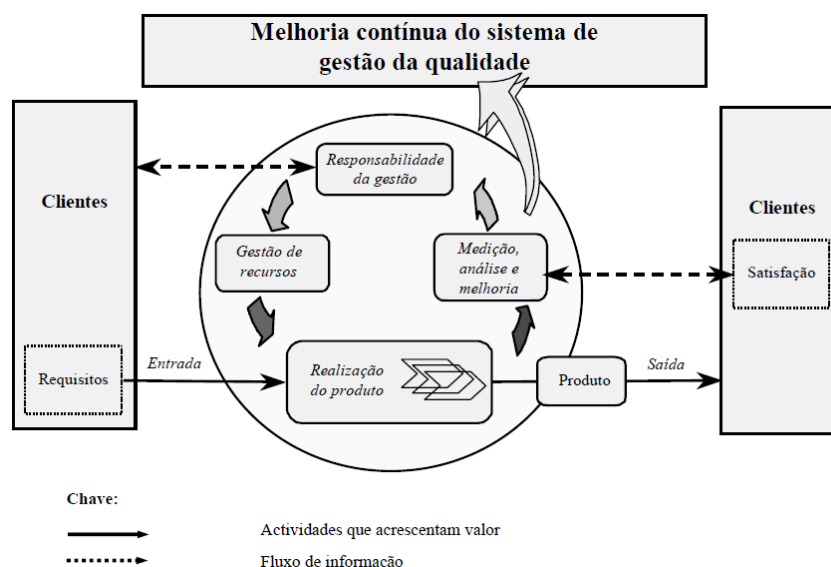 Melhoria contínua do sistema de
gestão da qualidade
Responsabilidade
da gestão
Clientes
Clientes
Gestão de
recursos
Medição,
análise e
melhoria
Satisfação
Requisitos
Entrada
Realização
do produto
Produto
Saída
Chave:
Actividades que acrescentam valor
Fluxo de informação